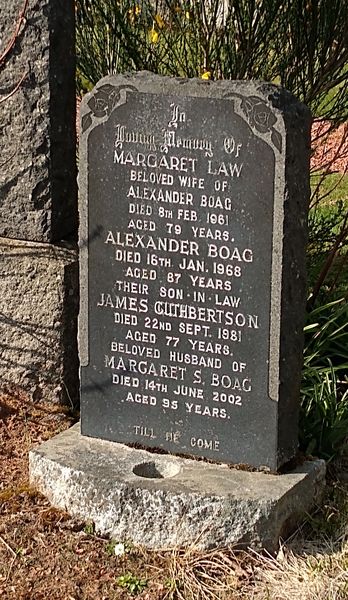 In
Loving Memory Of
MARGARET LAW
BELOVED WIFE OF
ALEXANDER BOAG
DIED 8TH FEB. 1961
AGED 79 YEARS.
ALEXANDER BOAG
DIED 16TH JAN. 1968
AGED 87 YEARS
THEIR SON-IN-LAW
JAMES CUTHBERTSON
DIED 22ND SEPT. 1981
AGED 77 YEARS.
BELOVED HUSBAND OF
MARGARET S. BOAG
DIED 14TH JUNE 2002
AGED 95 YEARS.
TILL HE COME